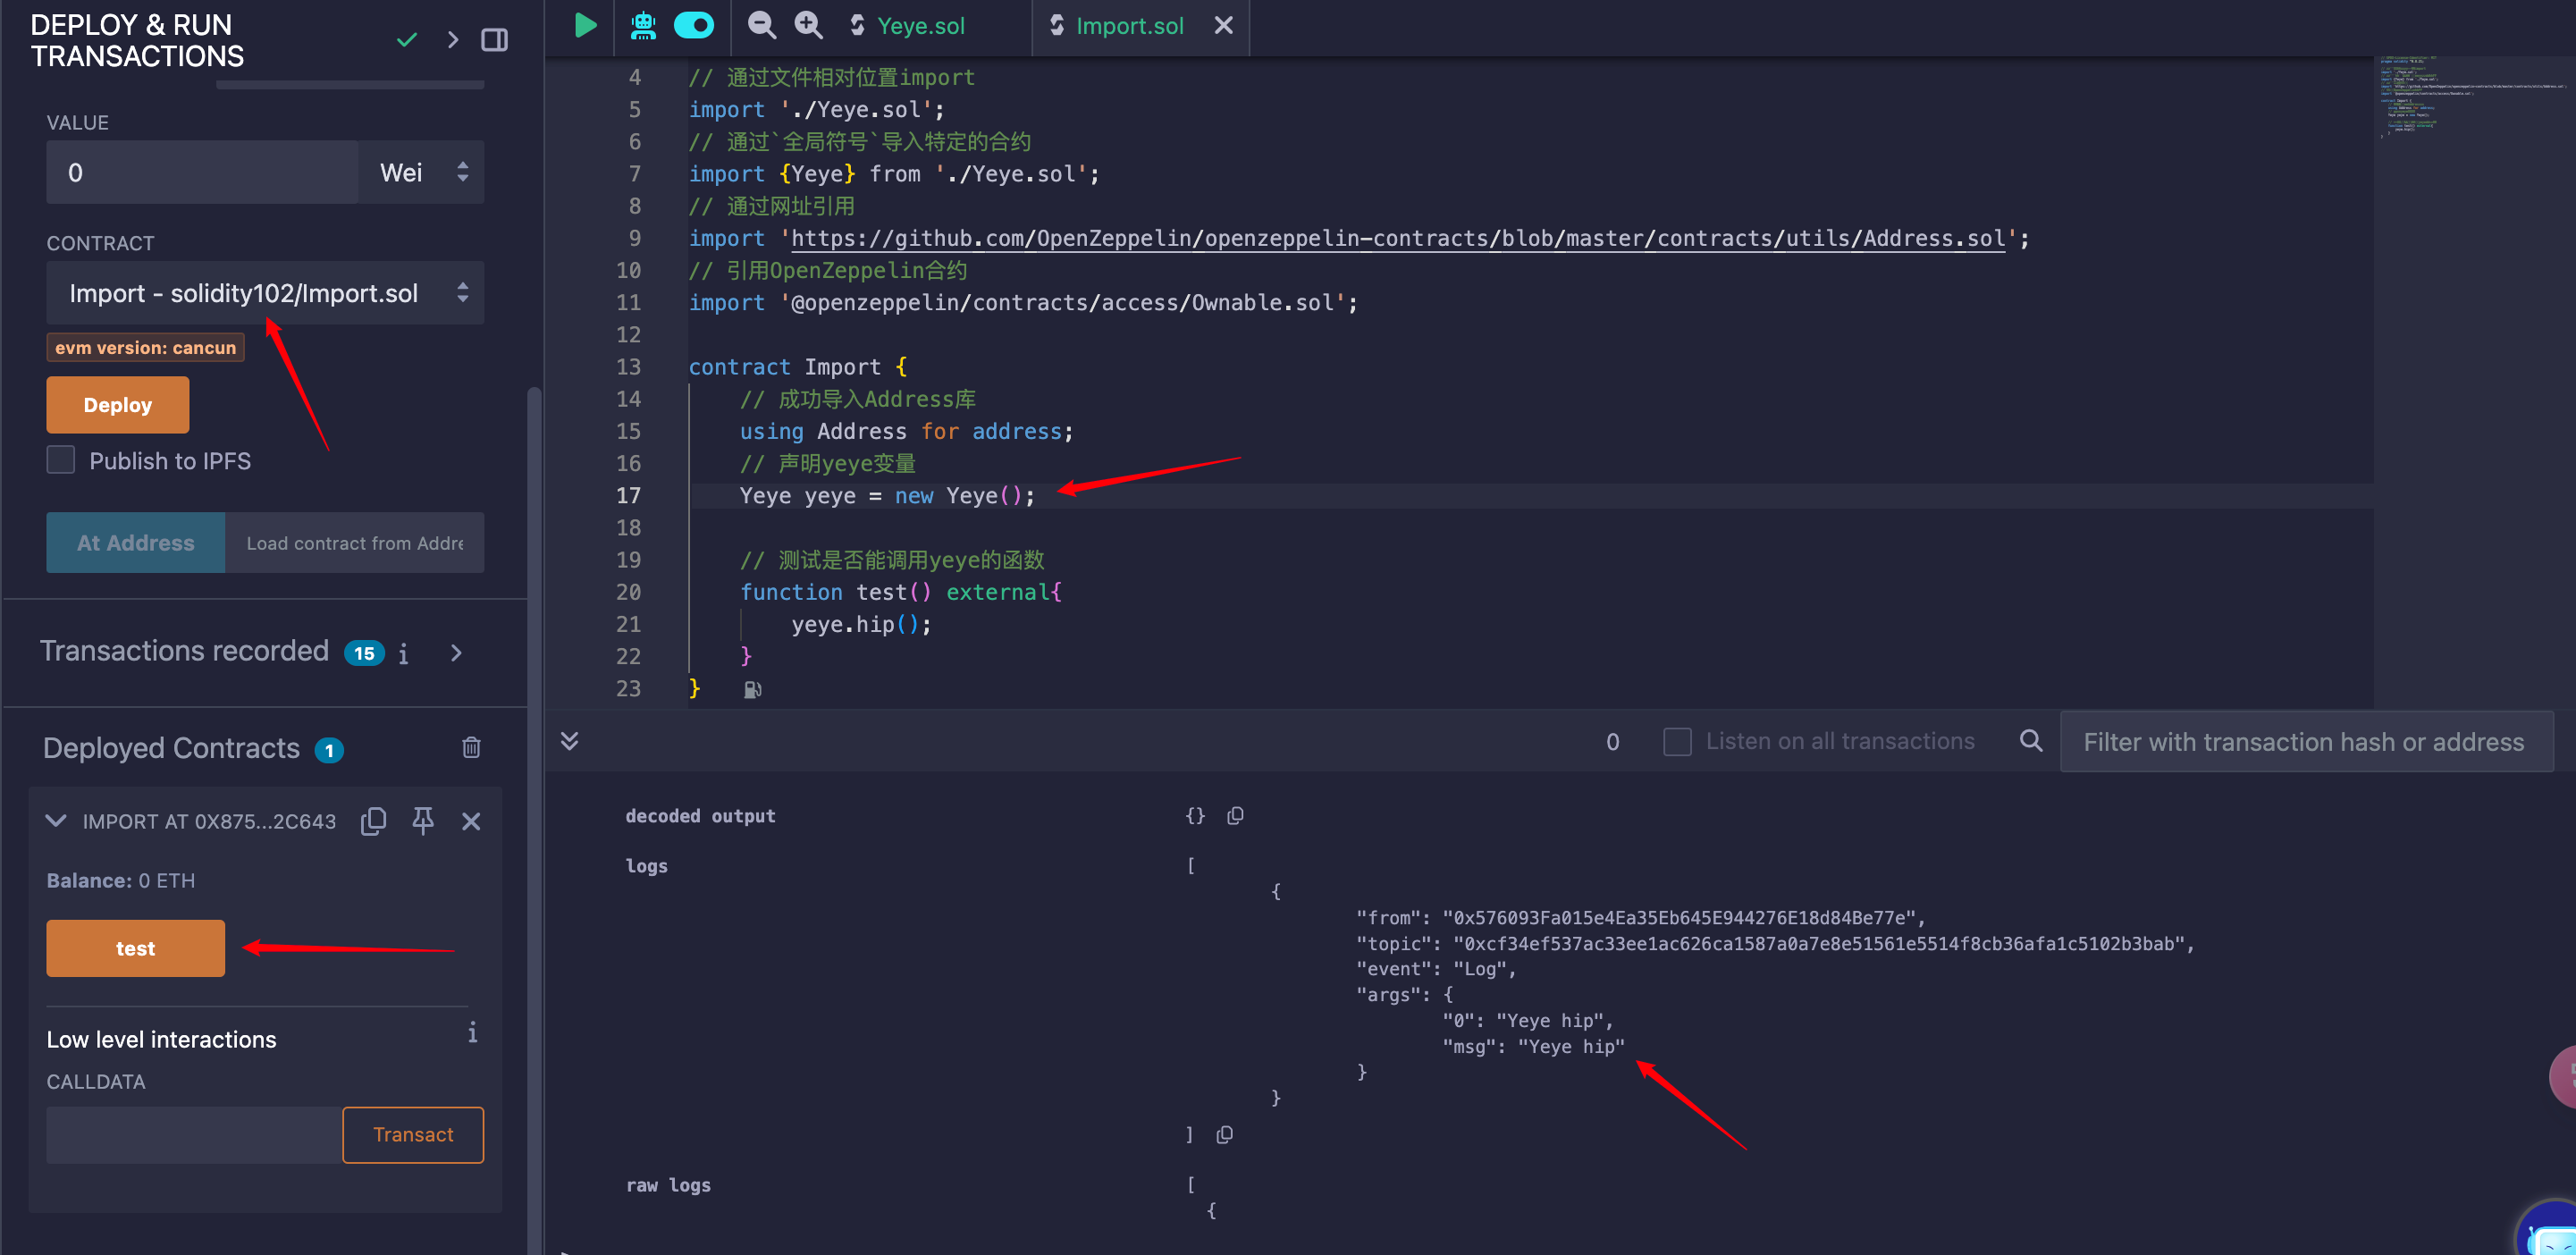 DEPLOY & RUN
TRANSACTIONS
VALUE
0
Wei
CONTRACT
Import - solidity102/Import.sol
evm version: cancun
Deploy
Publish to IPFS
At Address
Load contract from Addre
Transactions recorded 15 i
Deployed Contracts 1
IMPORT AT 0X875...2C643
Balance: 0 ETH
test
Low level interactions
i
CALLDATA
Transact
Yeye.sol
Import.sol
4 // 通过文件相对位置import
5 import './Yeye.sol';
6 // 通过`全局符号`导入特定的合约
7 import {Yeye} from './Yeye.sol';
8 // 通过网址引用
9 import 'https://github.com/OpenZeppelin/openzeppelin-contracts/blob/master/contracts/utils/Address.sol';
10 // 引用OpenZeppelin合约
11 import '@openzeppelin/contracts/access/Ownable.sol';
12
13 contract Import {
14 // 成功导入Address库
15 using Address for address;
16 // 声明yeye变量
17 Yeye yeye = new Yeye();
18
19 // 测试是否能调用yeye的函数
20 function test() external{
21 yeye.hip();
22 }
23 }
0
Listen on all transactions
Filter with transaction hash or address
decoded output {}
logs [
{
"from": "0x576093Fa015e4Ea35Eb645E944276E18d84Be77e",
"topic": "0xcf34ef537ac33ee1ac626ca1587a0a7e8e51561e5514f8cb36afa1c5102b3bab",
"event": "Log",
"args": {
"0": "Yeye hip",
"msg": "Yeye hip"
}
}
]
raw logs [
{